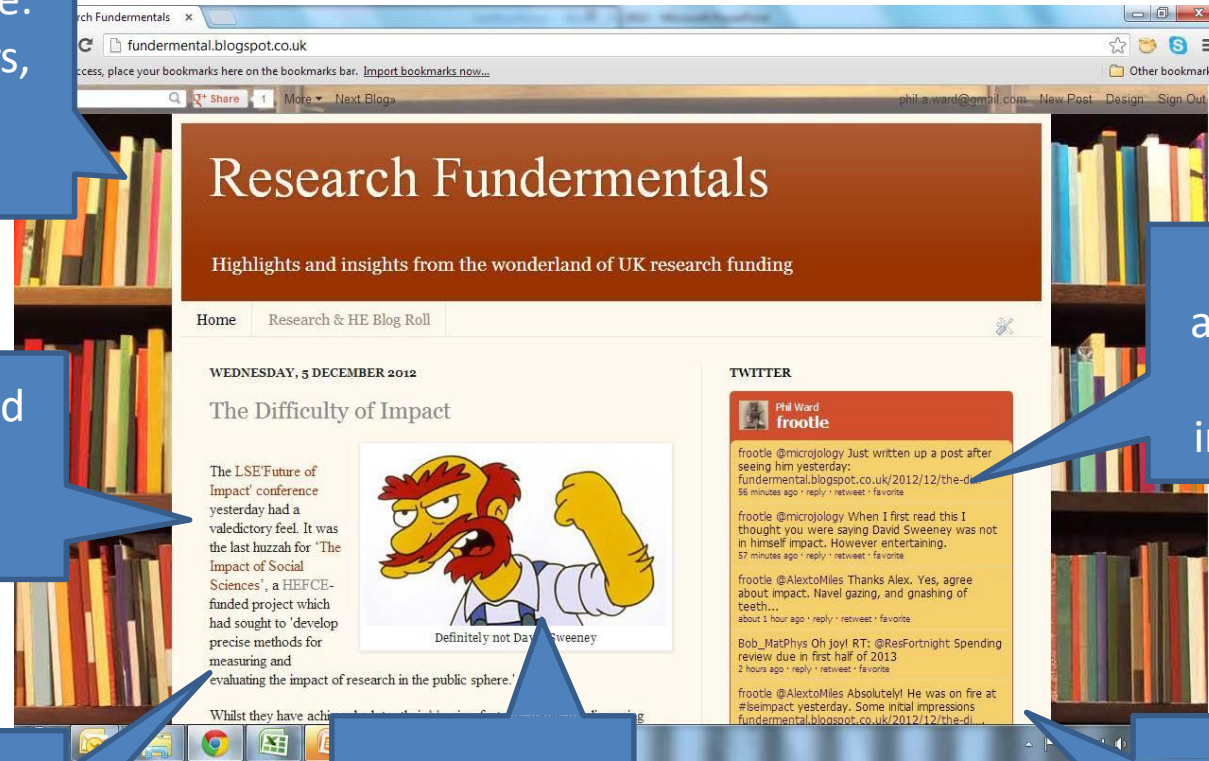 e.
rs,
rch Fundermentals
fundermental.blogspot.co.uk
ccess, place your bookmarks here on the bookmarks bar. Import bookmarks now...
Other bookmark
Share 1 More Next Blog»
phil.a.ward@gmail.com New Post Design Sign Out
Research Fundermentals
Highlights and insights from the wonderland of UK research funding
Home Research & HE Blog Roll
a
i
d
WEDNESDAY, 5 DECEMBER 2012
The Difficulty of Impact
The LSE'Future of
Impact' conference
yesterday had a
valedictory feel. It was
the last huzzah for 'The
Impact of Social
Sciences', a HEFCE-
funded project which
had sought to 'develop
precise methods for
measuring and
evaluating the impact of research in the public sphere.'
Whilst they have
Definitely not Dav Sweeney
TWITTER
Phil Ward
frootle
frootle @microjology Just written up a post after
seeing him yesterday:
fundermental.blogspot.co.uk/2012/12/the-di...
56 minutes ago · reply · retweet · favorite
frootle @microjology When I first read this I
thought you were saying David Sweeney was not
in himself impact. However entertaining.
57 minutes ago · reply · retweet · favorite
frootle @AlextoMiles Thanks Alex. Yes, agree
about impact. Navel gazing, and gnashing of
teeth...
about 1 hour ago · reply · retweet · favorite
Bob_MatPhys Oh joy! RT: @ResFortnight Spending
review due in first half of 2013
2 hours ago · reply · retweet · favorite
frootle @AlextoMiles Absolutely! He was on fire at
#lseimpact yesterday. Some initial impressions
fundermental.blogspot.co.uk/2012/12/the-di...